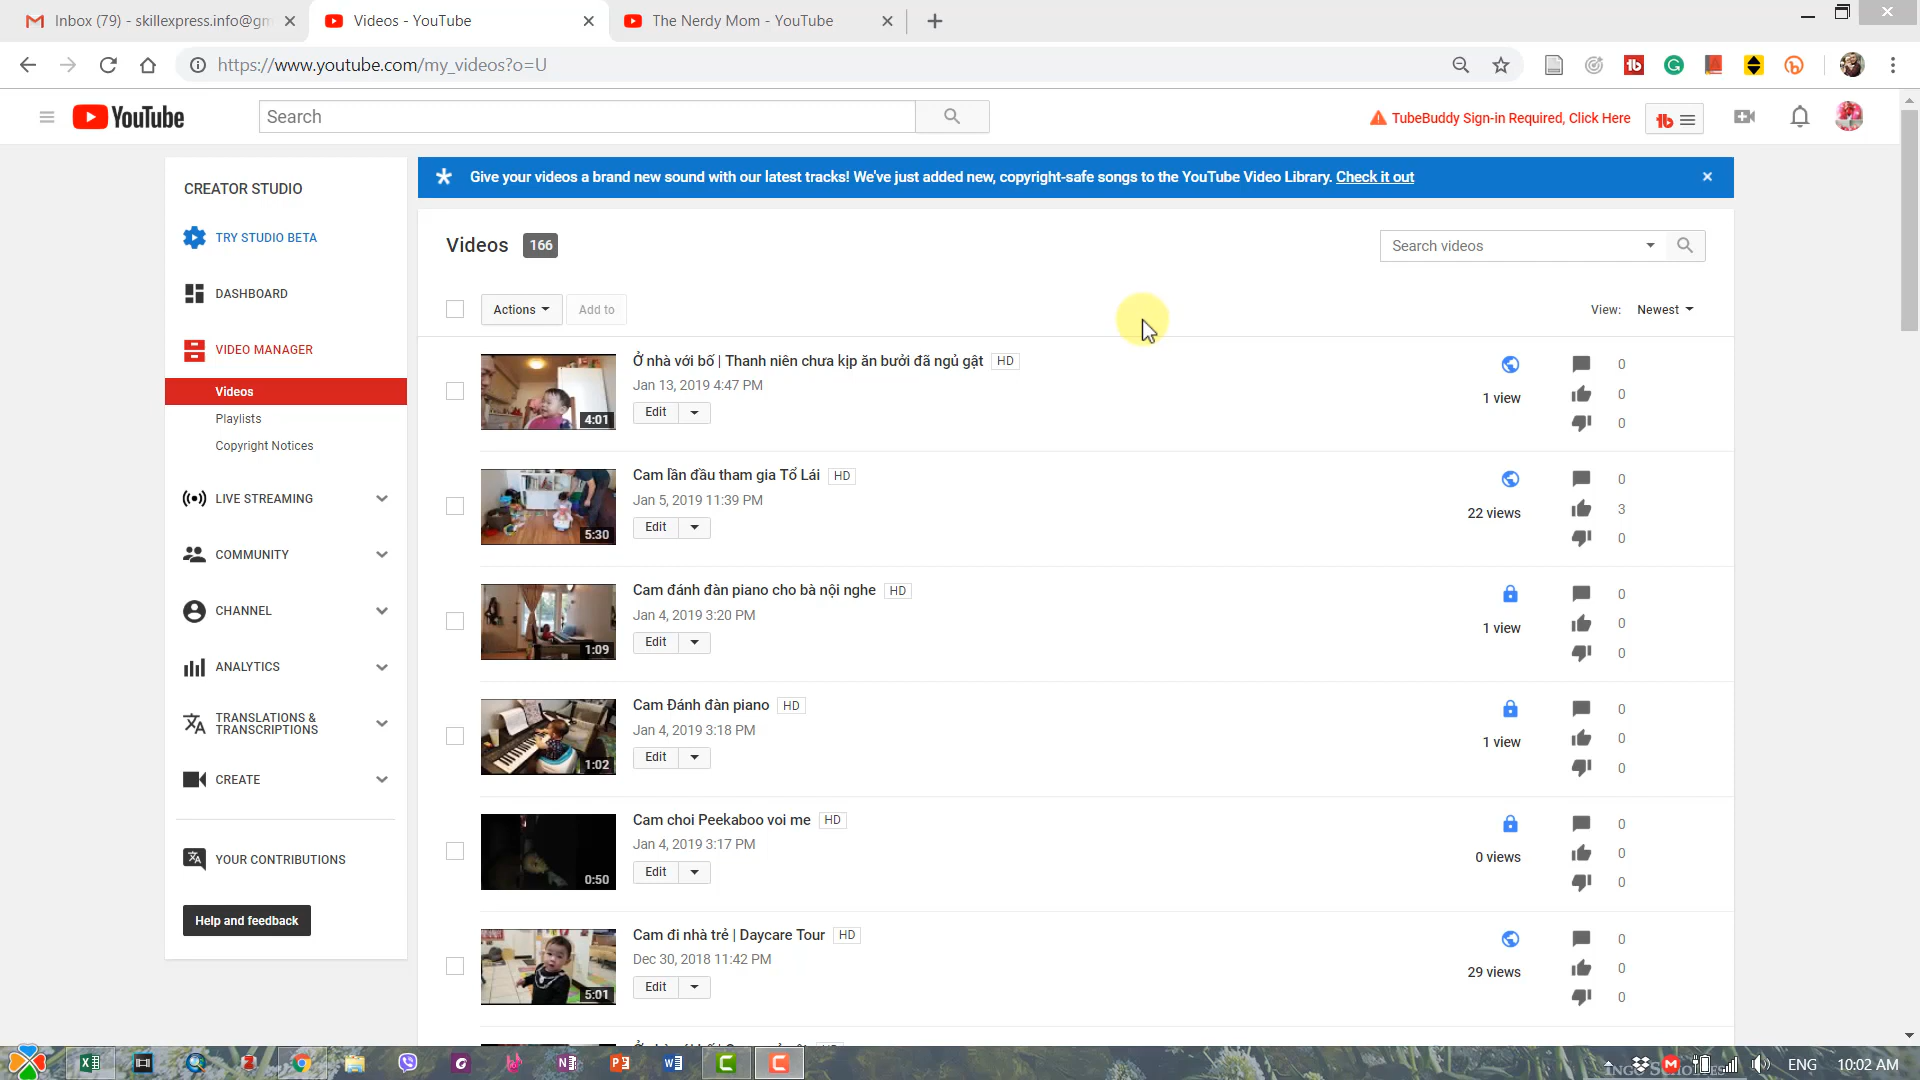 Inbox (79) - skillexpress.info@gm
Videos - YouTube
The Nerdy Mom - YouTube
https://www.youtube.com/my_videos?o=U
YouTube
Search
TubeBuddy Sign-in Required, Click Here
CREATOR STUDIO
TRY STUDIO BETA
DASHBOARD
VIDEO MANAGER
Videos
Playlists
Copyright Notices
LIVE STREAMING
COMMUNITY
CHANNEL
ANALYTICS
TRANSLATIONS &
TRANSCRIPTIONS
CREATE
YOUR CONTRIBUTIONS
Help and feedback
Give your videos a brand new sound with our latest tracks! We've just added new, copyright-safe songs to the YouTube Video Library. Check it out
Videos 166
Search videos
Actions Add to
View: Newest
Ở nhà với bố | Thanh niên chưa kịp ăn bưởi đã ngủ gật HD
Jan 13, 2019 4:47 PM
Edit
4:01
1 view
0
0
0
Cam lần đầu tham gia Tổ Lái HD
Jan 5, 2019 11:39 PM
Edit
5:30
22 views
0
3
0
Cam đánh đàn piano cho bà nội nghe HD
Jan 4, 2019 3:20 PM
Edit
1:09
1 view
0
0
0
Cam Đánh đàn piano HD
Jan 4, 2019 3:18 PM
Edit
1:02
1 view
0
0
0
Cam choi Peekaboo voi me HD
Jan 4, 2019 3:17 PM
Edit
0:50
0 views
0
0
0
Cam đi nhà trẻ | Daycare Tour HD
Dec 30, 2018 11:42 PM
Edit
5:01
29 views
0
0
0
ENG 10:02 AM